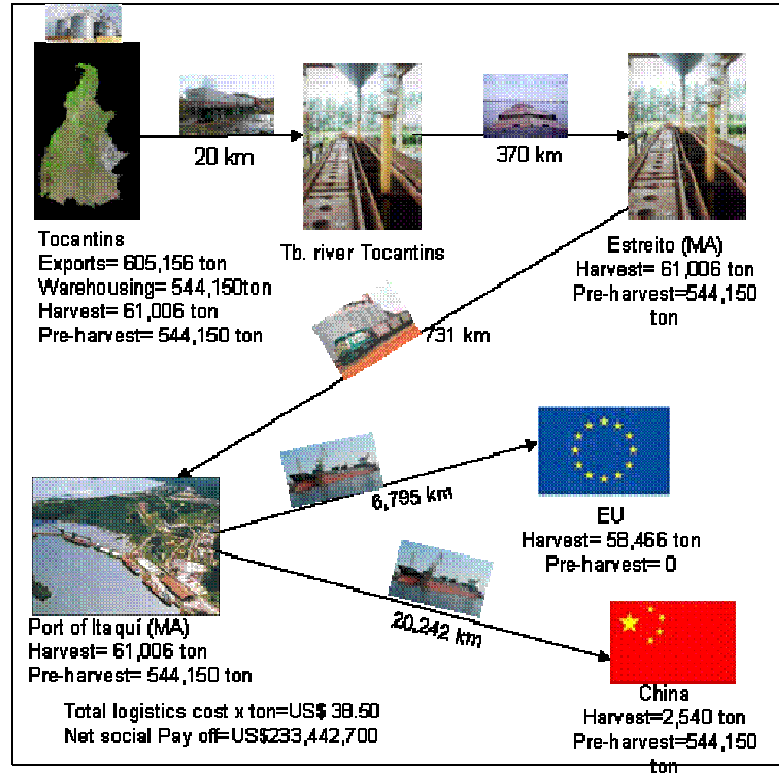 20 km
370 km
Tocantins
Exports= 605,156 ton
Warehousing= 544,150ton
Harvest= 61,006 ton
Pre-harvest= 544,150 ton
Tb. river Tocantins
Estreito (MA)
Harvest= 61,006 ton
Pre-harvest=544,150
ton
731 km
6,795 km
EU
Harvest= 58,466 ton
Pre-harvest= 0
20,242 km
Port of Itaquí (MA)
Harvest= 61,006 ton
Pre-harvest= 544,150 ton
China
Harvest=2,540 ton
Pre-harvest=544,150
ton
Total logistics cost x ton=US$ 38.50
Net social Pay off=US$233,442,700